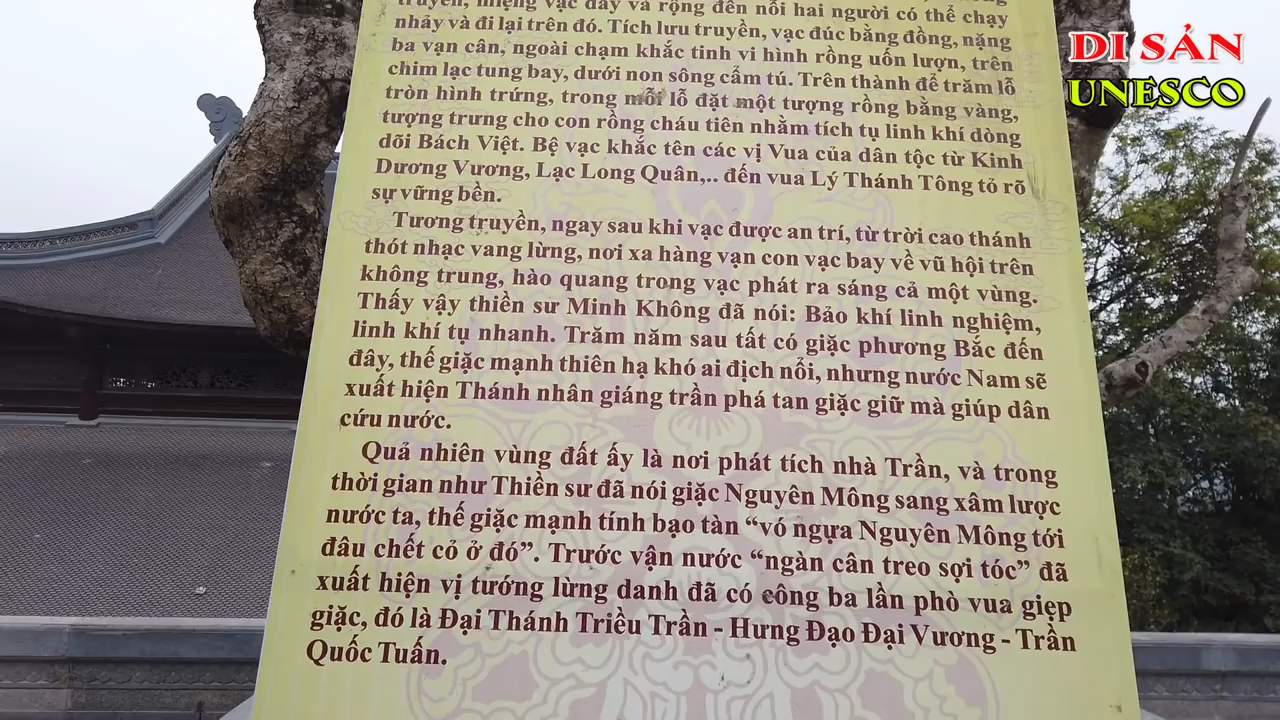 truyền, miệng vạc dày và rộng đến nỗi hai người có thể chạy
nhảy và đi lại trên đó. Tích lưu truyền, vạc đúc bằng đồng, nặng
ba vạn cân, ngoài chạm khắc tinh vi hình rồng uốn lượn, trên
chim lạc tung bay, dưới non sông cẩm tú. Trên thành để trăm lỗ
tròn hình trứng, trong mỗi lỗ đặt một tượng rồng bằng vàng,
tượng trưng cho con rồng cháu tiên nhằm tích tụ linh khí dòng
dõi Bách Việt. Bệ vạc khắc tên các vị Vua của dân tộc từ Kinh
Dương Vương, Lạc Long Quân,.. đến vua Lý Thánh Tông tỏ rõ
sự vững bền.
Tương truyền, ngay sau khi vạc được an trí, từ trời cao thánh
thót nhạc vang lừng, nơi xa hàng vạn con vạc bay về vũ hội trên
không trung, hào quang trong vạc phát ra sáng cả một vùng.
Thấy vậy thiền sư Minh Không đã nói: Bảo khí linh nghiệm,
linh khí tụ nhanh. Trăm năm sau tất có giặc phương Bắc đến
đây, thế giặc mạnh thiên hạ khó ai địch nổi, nhưng nước Nam sẽ
xuất hiện Thánh nhân giáng trần phá tan giặc giữ mà giúp dân
cứu nước.
Quả nhiên vùng đất ấy là nơi phát tích nhà Trần, và trong
thời gian như Thiền sư đã nói giặc Nguyên Mông sang xâm lược
nước ta, thế giặc mạnh tính bạo tàn “vó ngựa Nguyên Mông tới
đâu chết cỏ ở đó”. Trước vận nước “ngàn cân treo sợi tóc” đã
xuất hiện vị tướng lừng danh đã có công ba lần phò vua giẹp
giặc, đó là Đại Thánh Triều Trần - Hưng Đạo Đại Vương - Trần
Quốc Tuấn.
DI SẢN
UNESCO